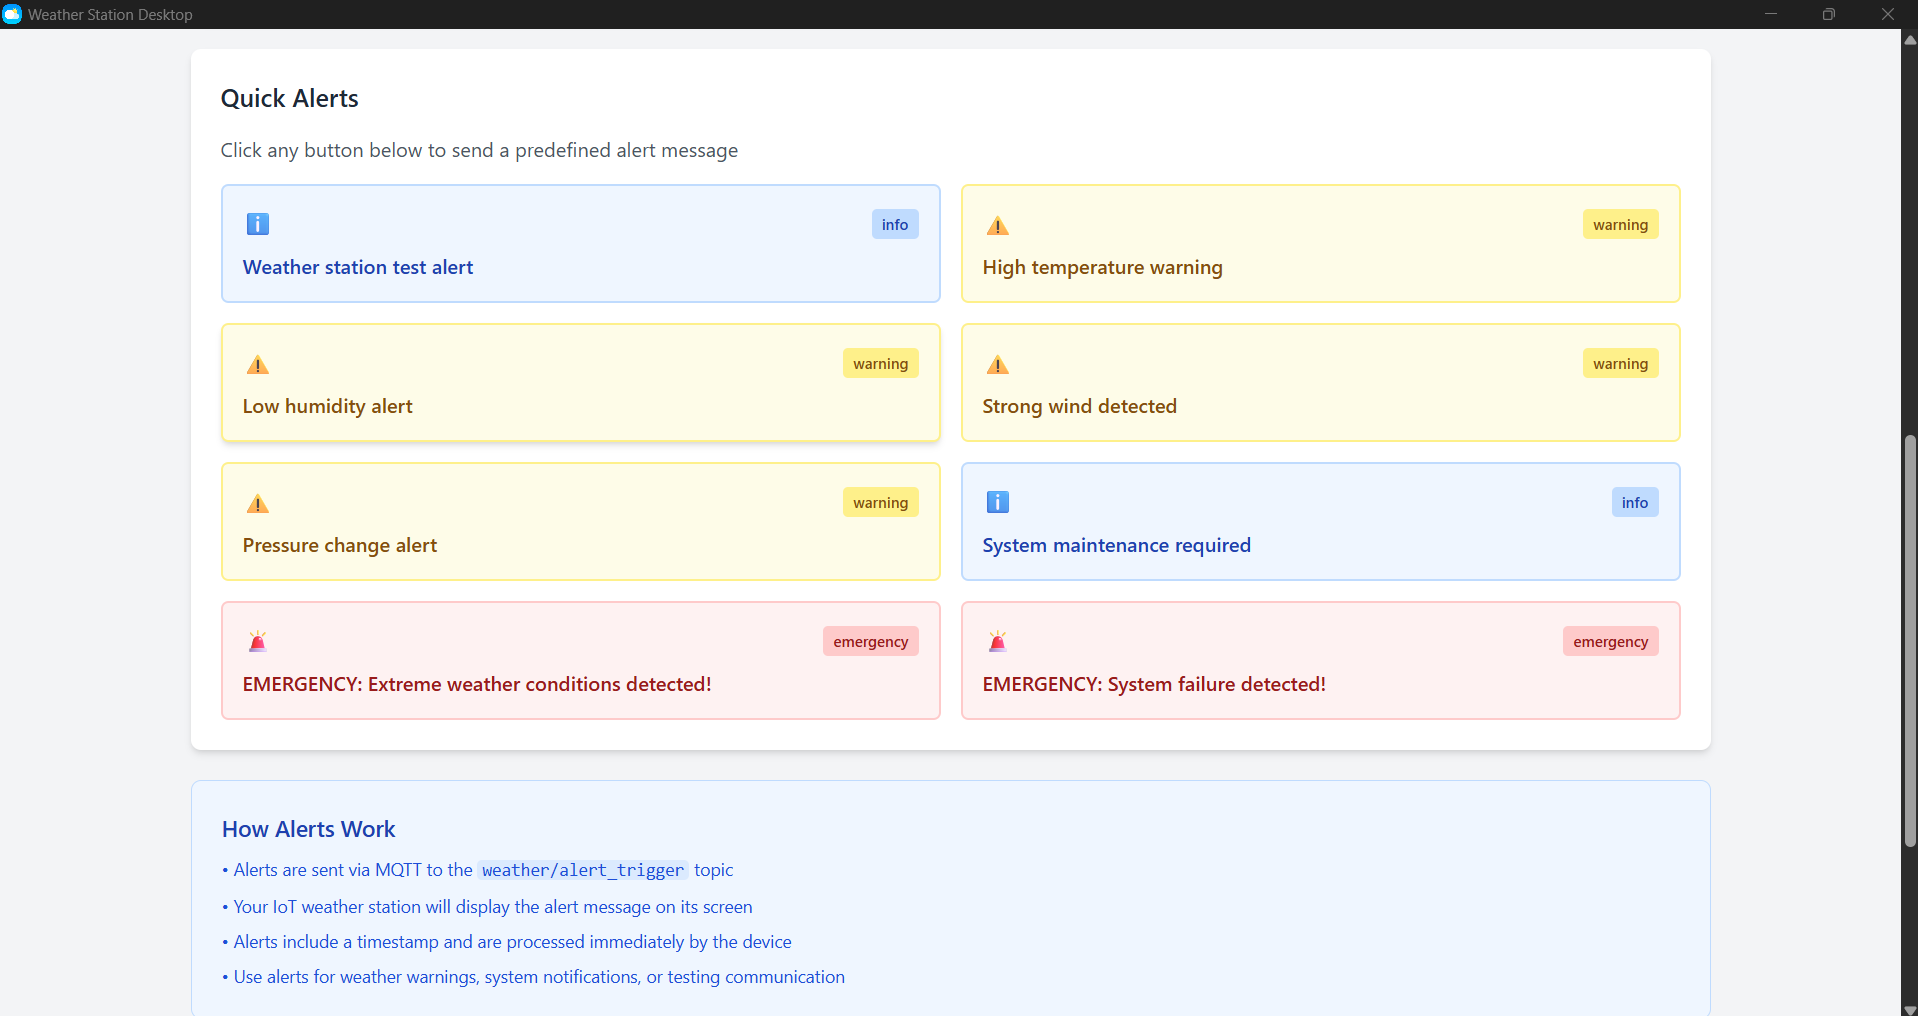 Weather Station Desktop
Quick Alerts
Click any button below to send a predefined alert message
info
Weather station test alert
warning
High temperature warning
warning
Low humidity alert
warning
Strong wind detected
warning
Pressure change alert
info
System maintenance required
emergency
EMERGENCY: Extreme weather conditions detected!
emergency
EMERGENCY: System failure detected!
How Alerts Work
• Alerts are sent via MQTT to the weather/alert_trigger topic
• Your IoT weather station will display the alert message on its screen
• Alerts include a timestamp and are processed immediately by the device
• Use alerts for weather warnings, system notifications, or testing communication